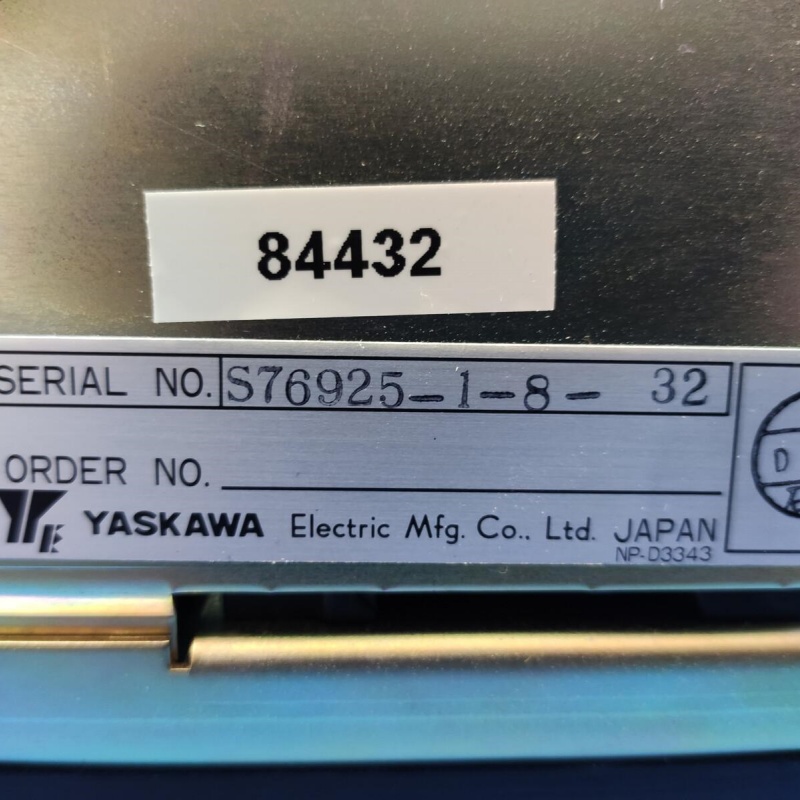 84432
SERIAL NO. S76925-1-8- 32
ORDER NO.
YASKAWA Electric Mfg. Co., Ltd. JAPAN
NP-D3343
D